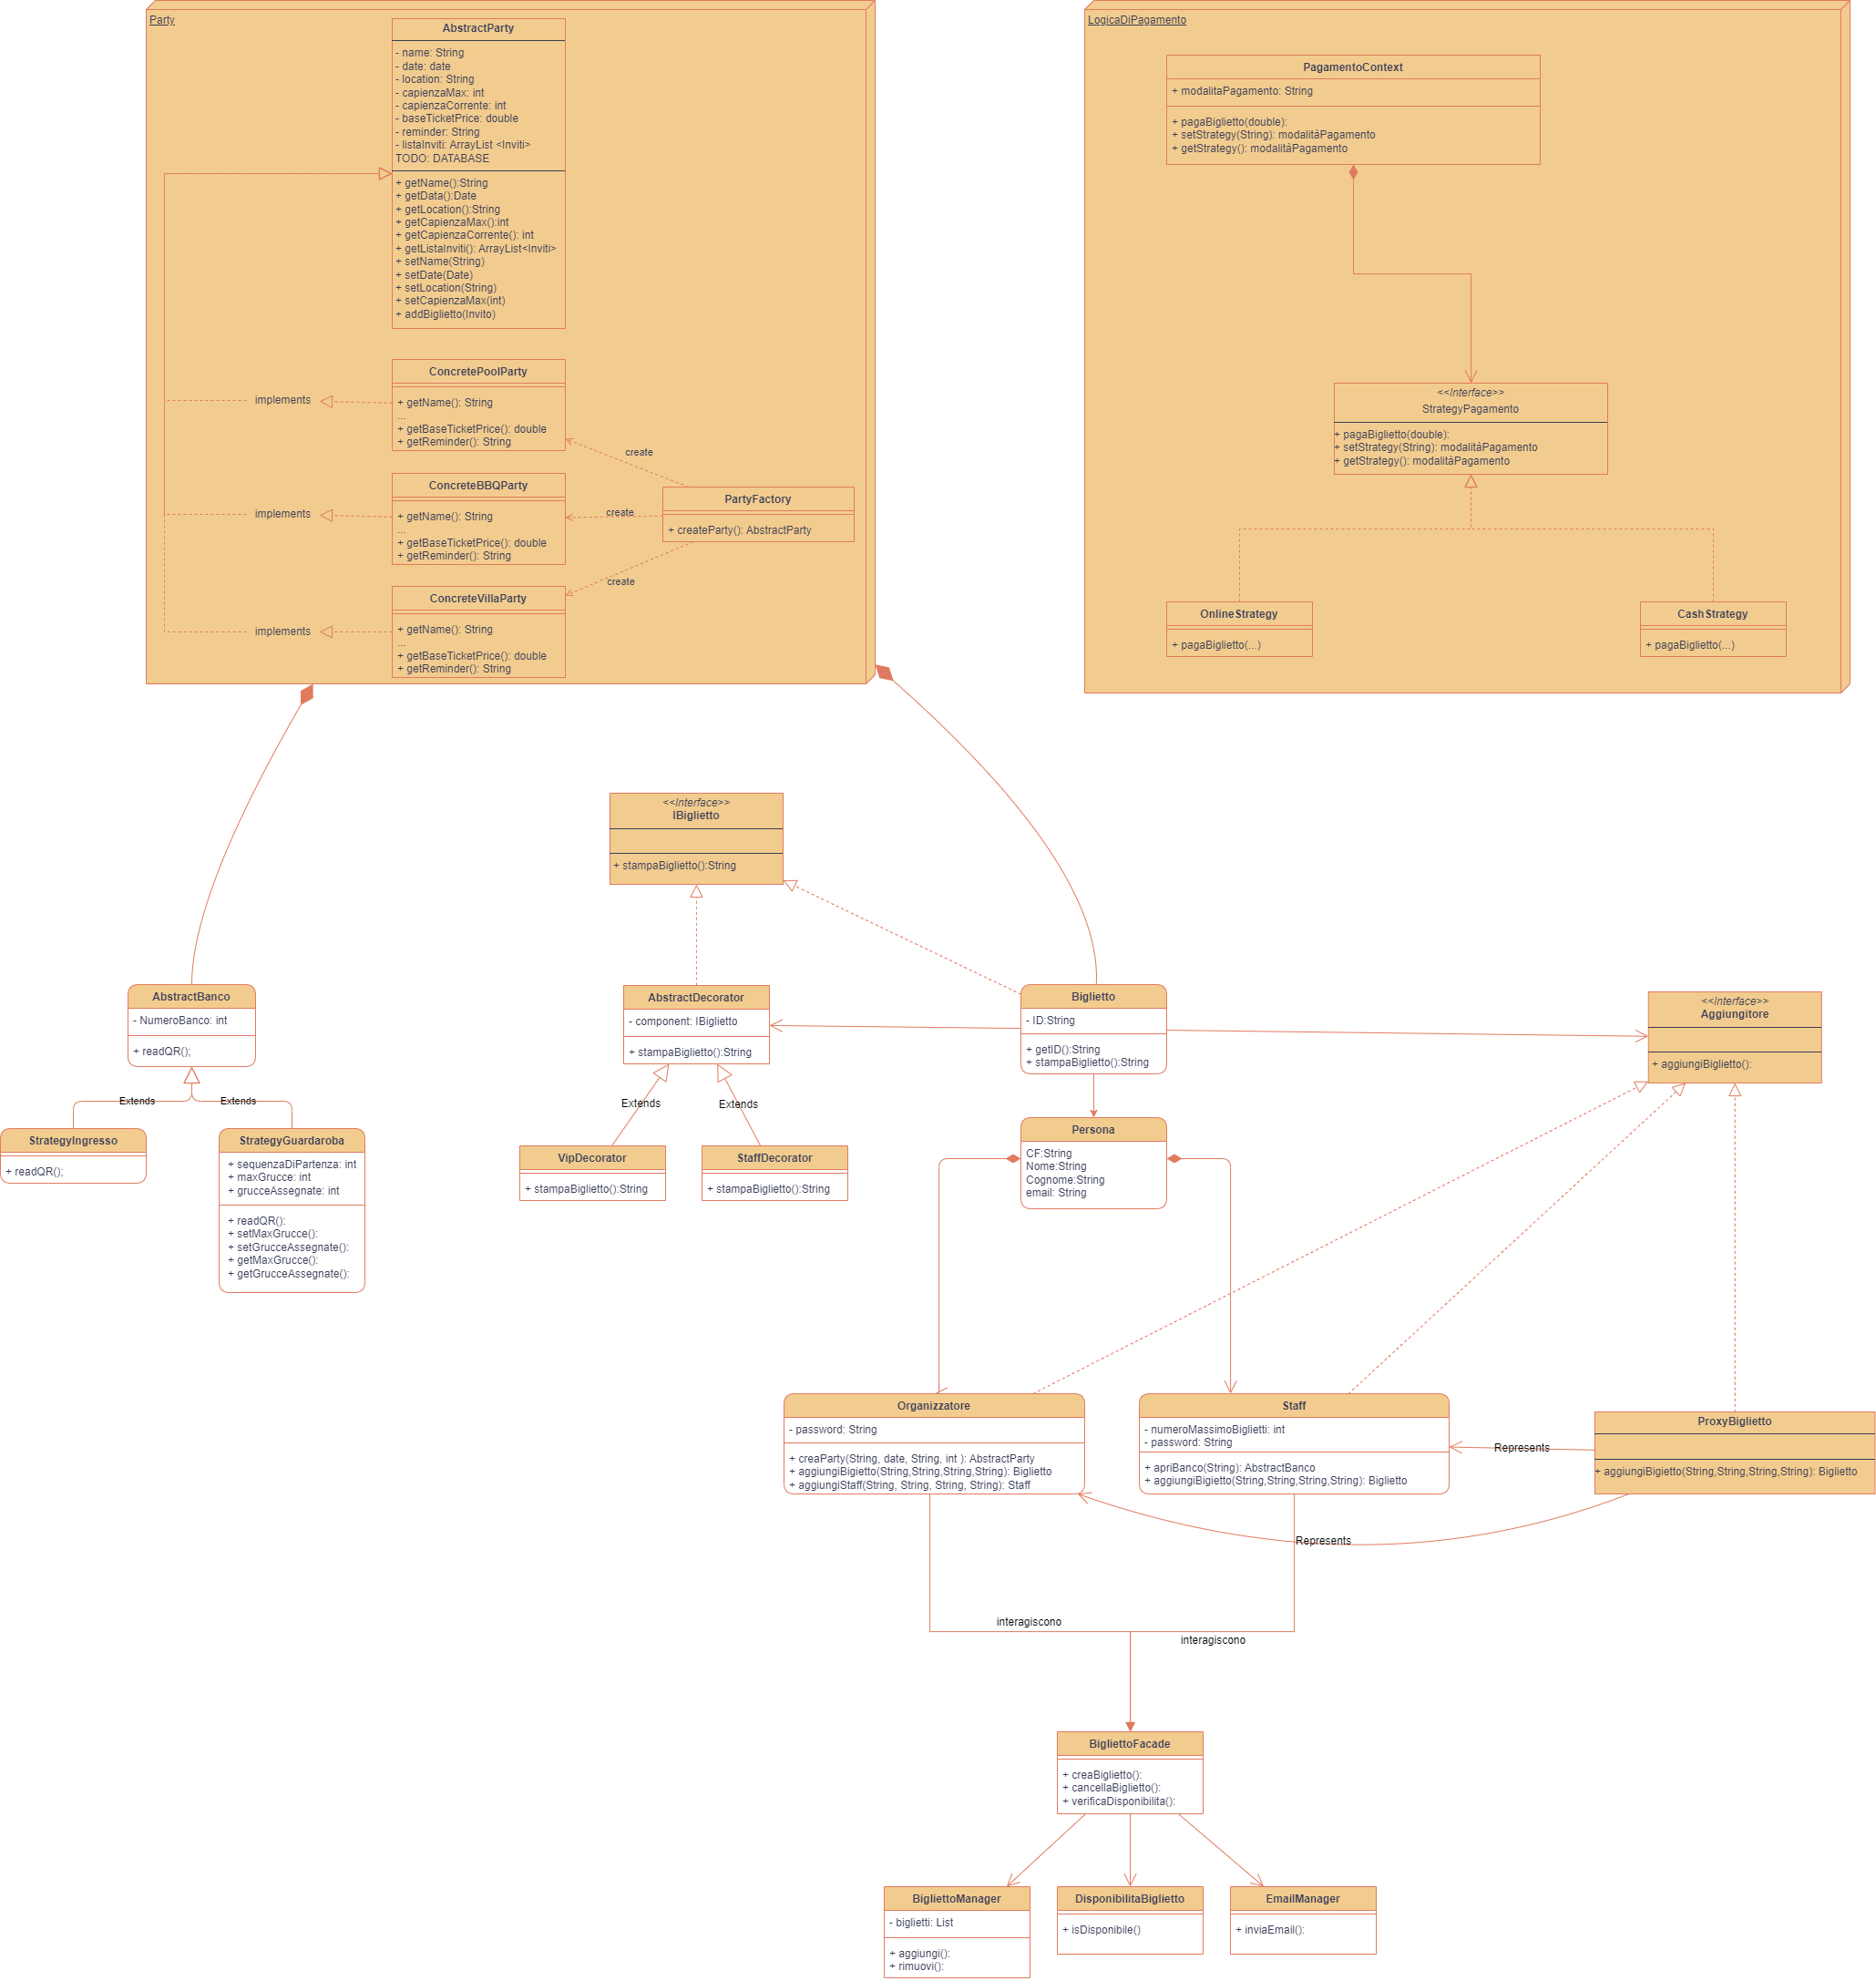 Party
AbstractParty
- name: String
- date: date
- location: String
- capienzaMax: int
- capienzaCorrente: int
- baseTicketPrice: double
- reminder: String
- listaInviti: ArrayList <Inviti>
TODO: DATABASE
+ getName():String
+ getData():Date
+ getLocation():String
+ getCapienzaMax():int
+ getCapienzaCorrente(): int
+ getListaInviti(): ArrayList<Inviti>
+ setName(String)
+ setDate(Date)
+ setLocation(String)
+ setCapienzaMax(int)
+ addBiglietto(Invito)
implements
ConcretePoolParty
+ getName(): String
...
+ getBaseTicketPrice(): double
+ getReminder(): String
create
implements
ConcreteBBQParty
+ getName(): String
...
+ getBaseTicketPrice(): double
+ getReminder(): String
create
PartyFactory
+ createParty(): AbstractParty
create
implements
ConcreteVillaParty
+ getName(): String
...
+ getBaseTicketPrice(): double
+ getReminder(): String
LogicaDiPagamento
PagamentoContext
+ modalitaPagamento: String
+ pagaBiglietto(double):
+ setStrategy(String): modalitàPagamento
+ getStrategy(): modalitàPagamento
<<Interface>>
StrategyPagamento
+ pagaBiglietto(double):
+ setStrategy(String): modalitàPagamento
+ getStrategy(): modalitàPagamento
OnlineStrategy
+ pagaBiglietto(...)
CashStrategy
+ pagaBiglietto(...)
<<Interface>>
IBiglietto
+ stampaBiglietto():String
AbstractBanco
- NumeroBanco: int
+ readQR();
Extends
Extends
StrategyIngresso
+ readQR();
StrategyGuardaroba
+ sequenzaDiPartenza: int
+ maxGrucce: int
+ grucceAssegnate: int
+ readQR():
+ setMaxGrucce():
+ setGrucceAssegnate():
+ getMaxGrucce():
+ getGrucceAssegnate():
AbstractDecorator
- component: IBiglietto
+ stampaBiglietto():String
Extends
Extends
VipDecorator
+ stampaBiglietto():String
StaffDecorator
+ stampaBiglietto():String
Biglietto
- ID:String
+ getID():String
+ stampaBiglietto():String
<<Interface>>
Aggiungitore
+ aggiungiBiglietto():
Persona
CF:String
Nome:String
Cognome:String
email: String
Organizzatore
- password: String
+ creaParty(String, date, String, int ): AbstractParty
+ aggiungiBigietto(String,String,String,String): Biglietto
+ aggiungiStaff(String, String, String, String): Staff
Staff
- numeroMassimoBiglietti: int
- password: String
+ apriBanco(String): AbstractBanco
+ aggiungiBigietto(String,String,String,String): Biglietto
Represents
ProxyBiglietto
+ aggiungiBigietto(String,String,String,String): Biglietto
Represents
interagiscono
interagiscono
BigliettoFacade
+ creaBiglietto():
+ cancellaBiglietto():
+ verificaDisponibilita():
BigliettoManager
- biglietti: List
+ aggiungi():
+ rimuovi():
DisponibilitaBiglietto
+ isDisponibile()
EmailManager
+ inviaEmail():